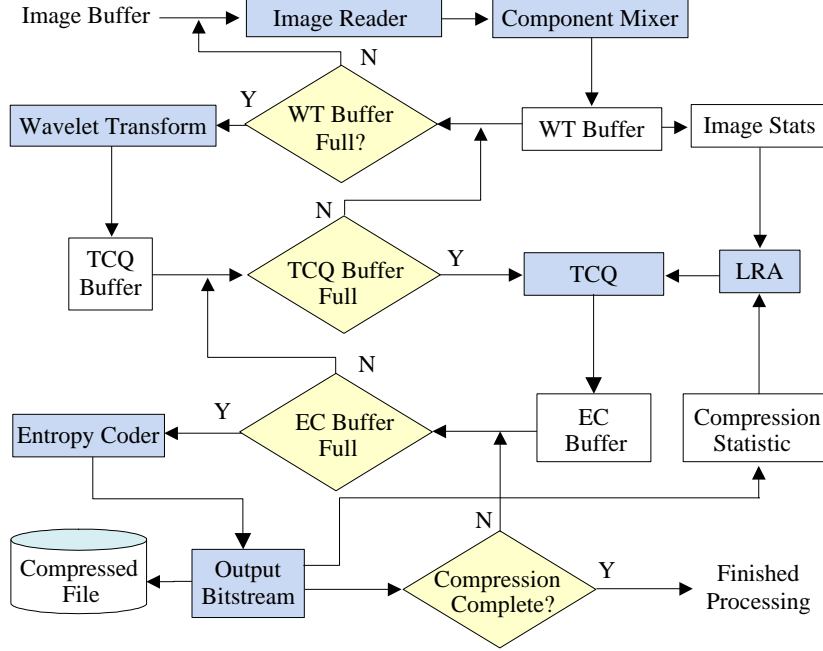 Image Buffer
Image Reader
Component Mixer
N
Y
WT Buffer
Full?
Wavelet Transform
WT Buffer
Image Stats
N
TCQ
Buffer
TCQ Buffer
Full
Y
TCQ
LRA
N
Y
EC Buffer
Full
EC
Buffer
Compression
Statistic
Entropy Coder
N
Compressed
File
Output
Bitstream
Compression
Complete?
Y
Finished
Processing